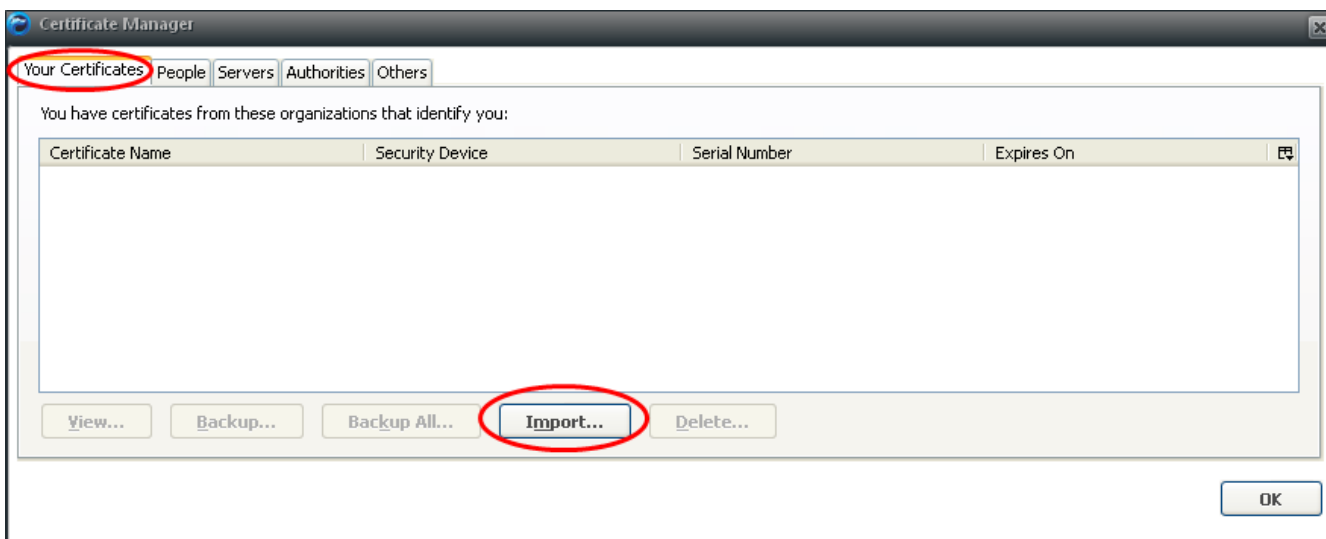 Certificate Manager
Your Certificates People Servers Authorities Others
You have certificates from these organizations that identify you:
Certificate Name Security Device Serial Number Expires On
View... Backup... Backup All... Import... Delete...
OK